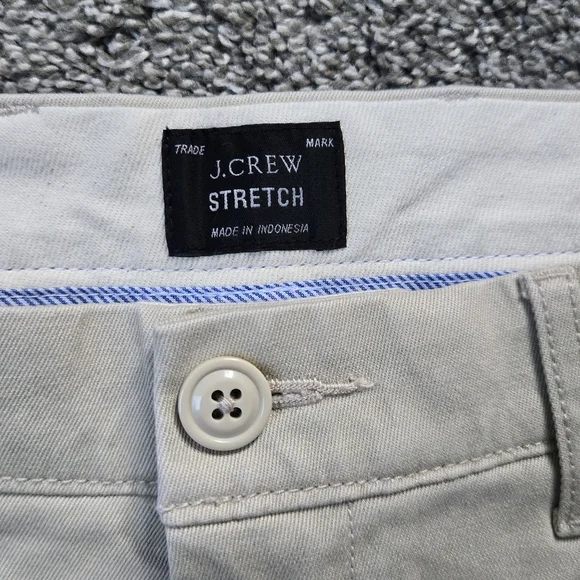 TRADE MARK
J.CREW
STRETCH
MADE IN INDONESIA